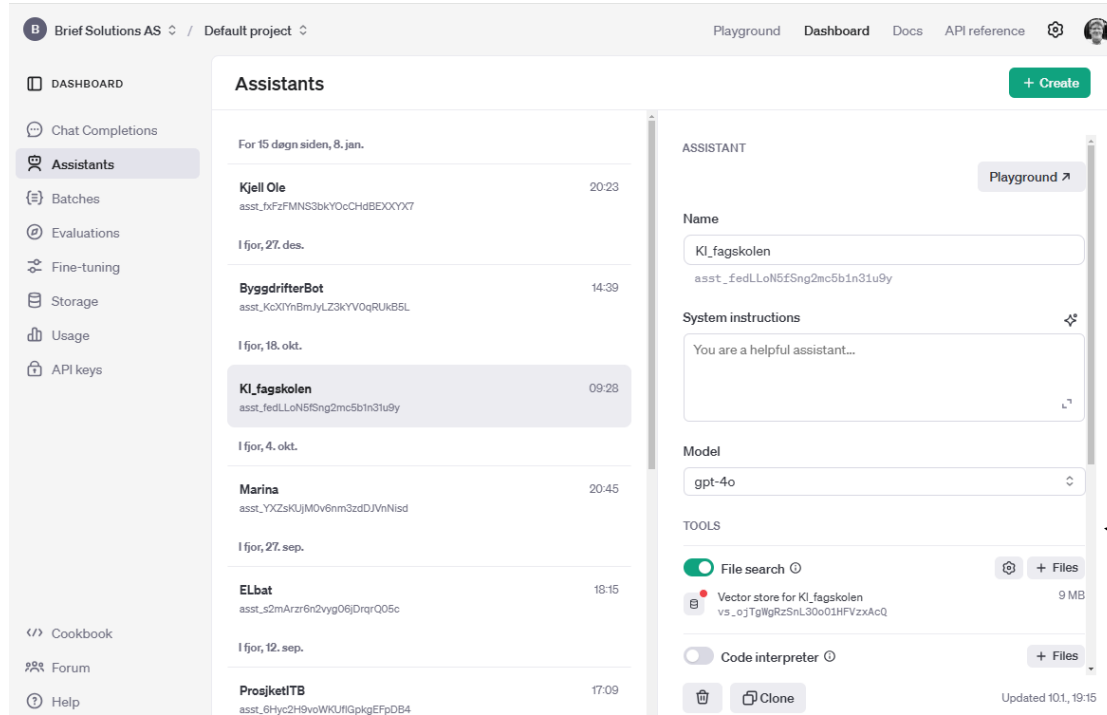 B Brief Solutions AS / Default project
Playground Dashboard Docs API reference
DASHBOARD
Chat Completions
Assistants
Batches
Evaluations
Fine-tuning
Storage
Usage
API keys
Cookbook
Forum
Help
Assistants
+ Create
For 15 døgn siden, 8. jan.
Kjell Ole 20:23
asst_fxFzFMNS3bkYOcCHdBEXXYX7
I fjor, 27. des.
ByggdrifterBot 14:39
asst_KcXlYnBmJyLZ3kYV0qRUkB5L
I fjor, 18. okt.
KI_fagskolen 09:28
asst_fedLLoN5fSng2mc5b1n31u9y
I fjor, 4. okt.
Marina 20:45
asst_YXZsKUjM0v6nm3zdDJVnNisd
I fjor, 27. sep.
ELbat 18:15
asst_s2mArzr6n2vyg06jDrqrQ05c
I fjor, 12. sep.
ProsjketITB 17:09
asst_6Hyc2H9voWKUflGpkgEFpDB4
ASSISTANT
Playground ↗
Name
KI_fagskolen
asst_fedLLoN5fSng2mc5b1n31u9y
System instructions
You are a helpful assistant...
Model
gpt-4o
TOOLS
File search + Files
Vector store for KI_fagskolen 9 MB
vs_ojTgWgRzSnL30o01HFVzxAcQ
Code interpreter + Files
Clone Updated 10.1., 19:15